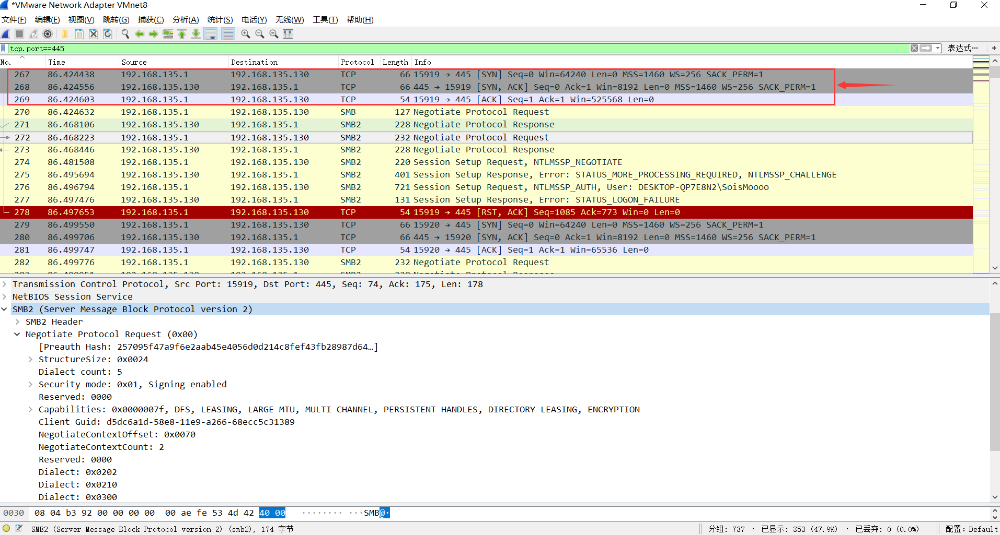 *VMware Network Adapter VMnet8
文件(F) 编辑(E) 视图(V) 跳转(G) 捕获(C) 分析(A) 统计(S) 电话(Y) 无线(W) 工具(T) 帮助(H)
tcp.port==445 表达式… +
No. Time Source Destination Protocol Length Info
267 86.424438 192.168.135.1 192.168.135.130 TCP 66 15919 → 445 [SYN] Seq=0 Win=64240 Len=0 MSS=1460 WS=256 SACK_PERM=1
268 86.424556 192.168.135.130 192.168.135.1 TCP 66 445 → 15919 [SYN, ACK] Seq=0 Ack=1 Win=8192 Len=0 MSS=1460 WS=256 SACK_PERM=1
269 86.424603 192.168.135.1 192.168.135.130 TCP 54 15919 → 445 [ACK] Seq=1 Ack=1 Win=525568 Len=0
270 86.424632 192.168.135.1 192.168.135.130 SMB 127 Negotiate Protocol Request
271 86.468106 192.168.135.130 192.168.135.1 SMB2 228 Negotiate Protocol Response
272 86.468223 192.168.135.1 192.168.135.130 SMB2 232 Negotiate Protocol Request
273 86.468446 192.168.135.130 192.168.135.1 SMB2 228 Negotiate Protocol Response
274 86.481508 192.168.135.1 192.168.135.130 SMB2 220 Session Setup Request, NTLMSSP_NEGOTIATE
275 86.495694 192.168.135.130 192.168.135.1 SMB2 401 Session Setup Response, Error: STATUS_MORE_PROCESSING_REQUIRED, NTLMSSP_CHALLENGE
276 86.496794 192.168.135.1 192.168.135.130 SMB2 721 Session Setup Request, NTLMSSP_AUTH, User: DESKTOP-QP7E8N2\SoisMoooo
277 86.497476 192.168.135.130 192.168.135.1 SMB2 131 Session Setup Response, Error: STATUS_LOGON_FAILURE
278 86.497653 192.168.135.1 192.168.135.130 TCP 54 15919 → 445 [RST, ACK] Seq=1085 Ack=773 Win=0 Len=0
279 86.499550 192.168.135.1 192.168.135.130 TCP 66 15920 → 445 [SYN] Seq=0 Win=64240 Len=0 MSS=1460 WS=256 SACK_PERM=1
280 86.499706 192.168.135.130 192.168.135.1 TCP 66 445 → 15920 [SYN, ACK] Seq=0 Ack=1 Win=8192 Len=0 MSS=1460 WS=256 SACK_PERM=1
281 86.499747 192.168.135.1 192.168.135.130 TCP 54 15920 → 445 [ACK] Seq=1 Ack=1 Win=65536 Len=0
282 86.499776 192.168.135.1 192.168.135.130 SMB2 232 Negotiate Protocol Request
Transmission Control Protocol, Src Port: 15919, Dst Port: 445, Seq: 74, Ack: 175, Len: 178
NetBIOS Session Service
SMB2 (Server Message Block Protocol version 2)
SMB2 Header
Negotiate Protocol Request (0x00)
[Preauth Hash: 257095f47a9f6e2aab45e4056d0d214c8fef43fb28987d64…]
StructureSize: 0x0024
Dialect count: 5
Security mode: 0x01, Signing enabled
Reserved: 0000
Capabilities: 0x0000007f, DFS, LEASING, LARGE MTU, MULTI CHANNEL, PERSISTENT HANDLES, DIRECTORY LEASING, ENCRYPTION
Client Guid: d5dc6a1d-58e8-11e9-a266-68ecc5c31389
NegotiateContextOffset: 0x0070
NegotiateContextCount: 2
Reserved: 0000
Dialect: 0x0202
Dialect: 0x0210
Dialect: 0x0300
0030 08 04 b3 92 00 00 00 00 00 ae fe 53 4d 42 40 00 ········ ···SMB@·
SMB2 (Server Message Block Protocol version 2) (smb2), 174 字节 分组: 737 · 已显示: 353 (47.9%) · 已丢弃: 0 (0.0%) 配置: Default